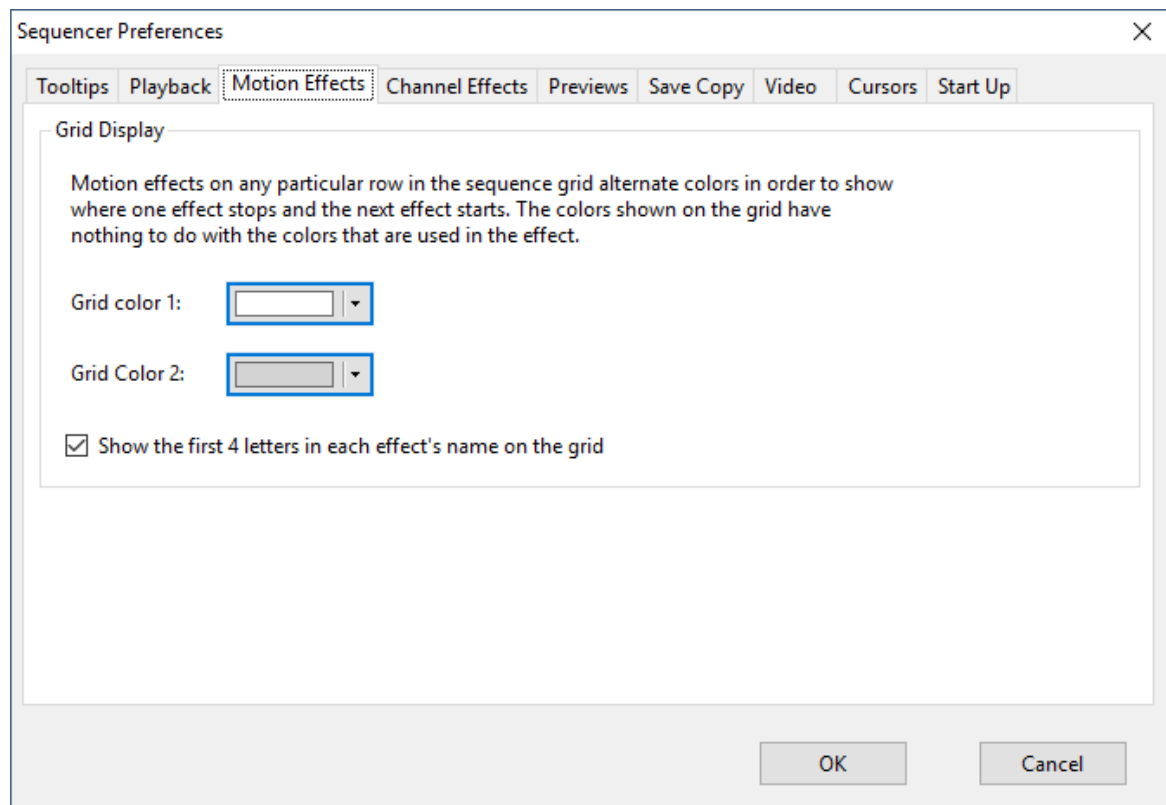 Sequencer Preferences
Tooltips Playback Motion Effects Channel Effects Previews Save Copy Video Cursors Start Up
Grid Display
Motion effects on any particular row in the sequence grid alternate colors in order to show
where one effect stops and the next effect starts. The colors shown on the grid have
nothing to do with the colors that are used in the effect.
Grid color 1:
Grid Color 2:
Show the first 4 letters in each effect's name on the grid
OK Cancel